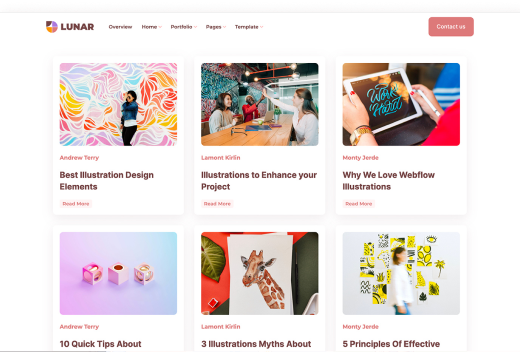 LUNAR
Overview Home Portfolio Pages Template
Contact us
Andrew Terry
Best Illustration Design
Elements
Read More
Lamont Kirlin
Illustrations to Enhance your
Project
Read More
Work
Hard
Monty Jerde
Why We Love Webflow
Illustrations
Read More
Andrew Terry
10 Quick Tips About
Lamont Kirlin
3 Illustrations Myths About
Monty Jerde
5 Principles Of Effective